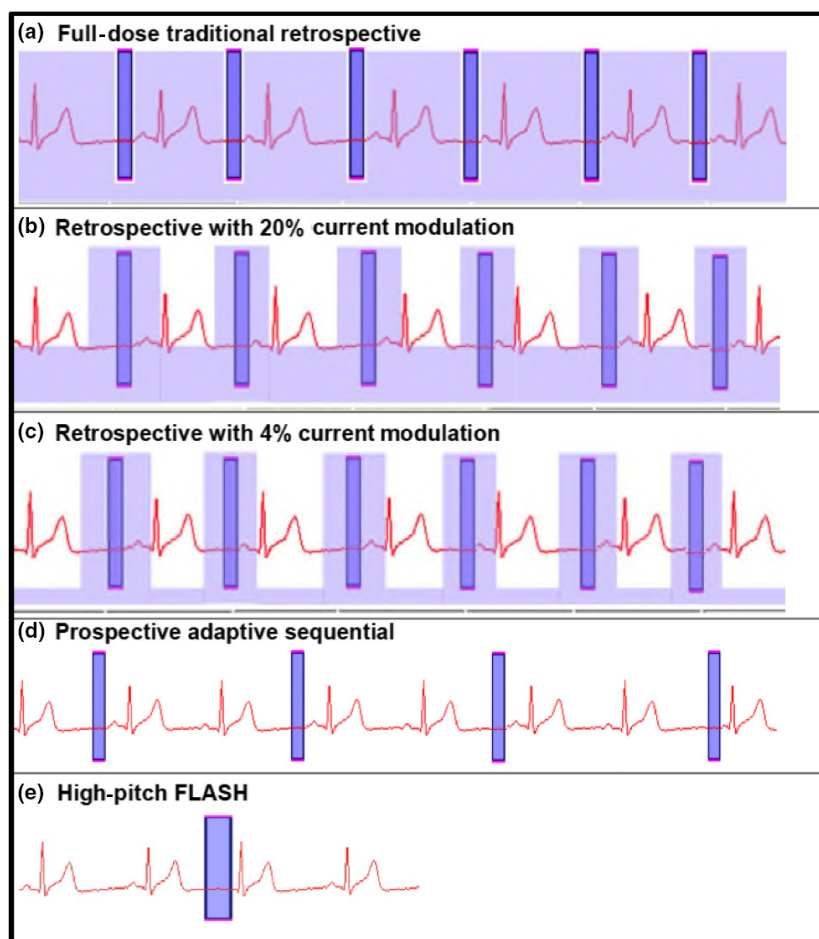 (a) Full-dose traditional retrospective
(b) Retrospective with 20% current modulation
(c) Retrospective with 4% current modulation
(d) Prospective adaptive sequential
(e) High-pitch FLASH